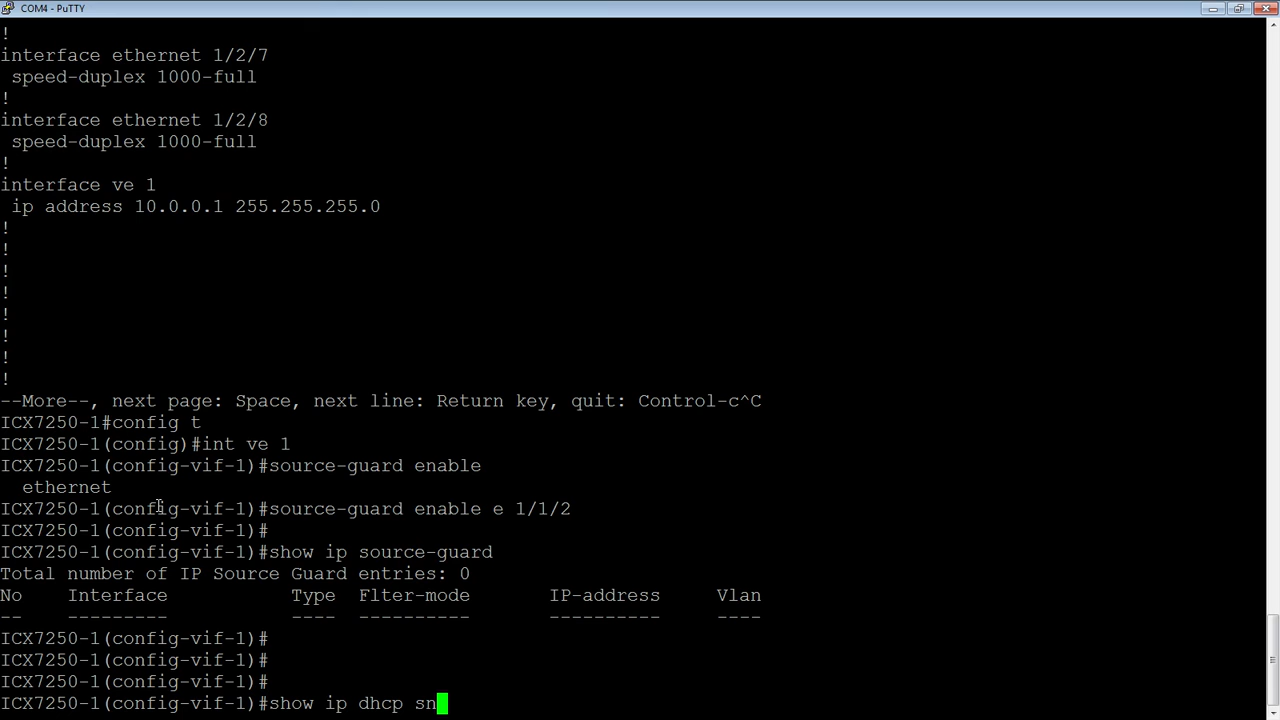 COM4 - PuTTY
!
interface ethernet 1/2/7
 speed-duplex 1000-full
!
interface ethernet 1/2/8
 speed-duplex 1000-full
!
interface ve 1
 ip address 10.0.0.1 255.255.255.0
!
!
!
!
!
!
!
!
--More--, next page: Space, next line: Return key, quit: Control-c^C
ICX7250-1#config t
ICX7250-1(config)#int ve 1
ICX7250-1(config-vif-1)#source-guard enable
  ethernet
ICX7250-1(config-vif-1)#source-guard enable e 1/1/2
ICX7250-1(config-vif-1)#
ICX7250-1(config-vif-1)#show ip source-guard
Total number of IP Source Guard entries: 0
No    Interface           Type  Flter-mode       IP-address     Vlan
--    ---------           ----  ----------       ----------     ----
ICX7250-1(config-vif-1)#
ICX7250-1(config-vif-1)#
ICX7250-1(config-vif-1)#
ICX7250-1(config-vif-1)#show ip dhcp sn